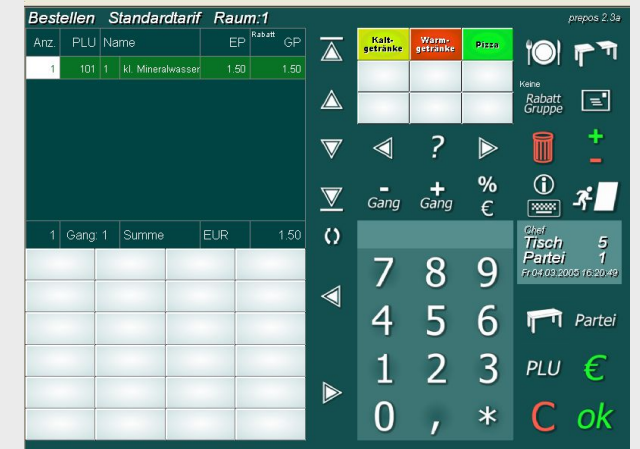 Bestellen Standardtarif Raum:1
prepos 2.3a
Anz. PLU Name EP Rabatt GP
1 101 1 kl. Mineralwasser 1.50 1.50
1 Gang: 1 Summe EUR 1.50
Kalt-
getränke
Warm-
getränke
Pizza
Keine
Rabatt
Gruppe
?
+
-
-
Gang
+
Gang
%
€
i
Chef
Tisch 5
Partei 1
Fr 04.03.2005 16:20:49
7 8 9
4 5 6
Partei
1 2 3
PLU €
0 , *
C ok